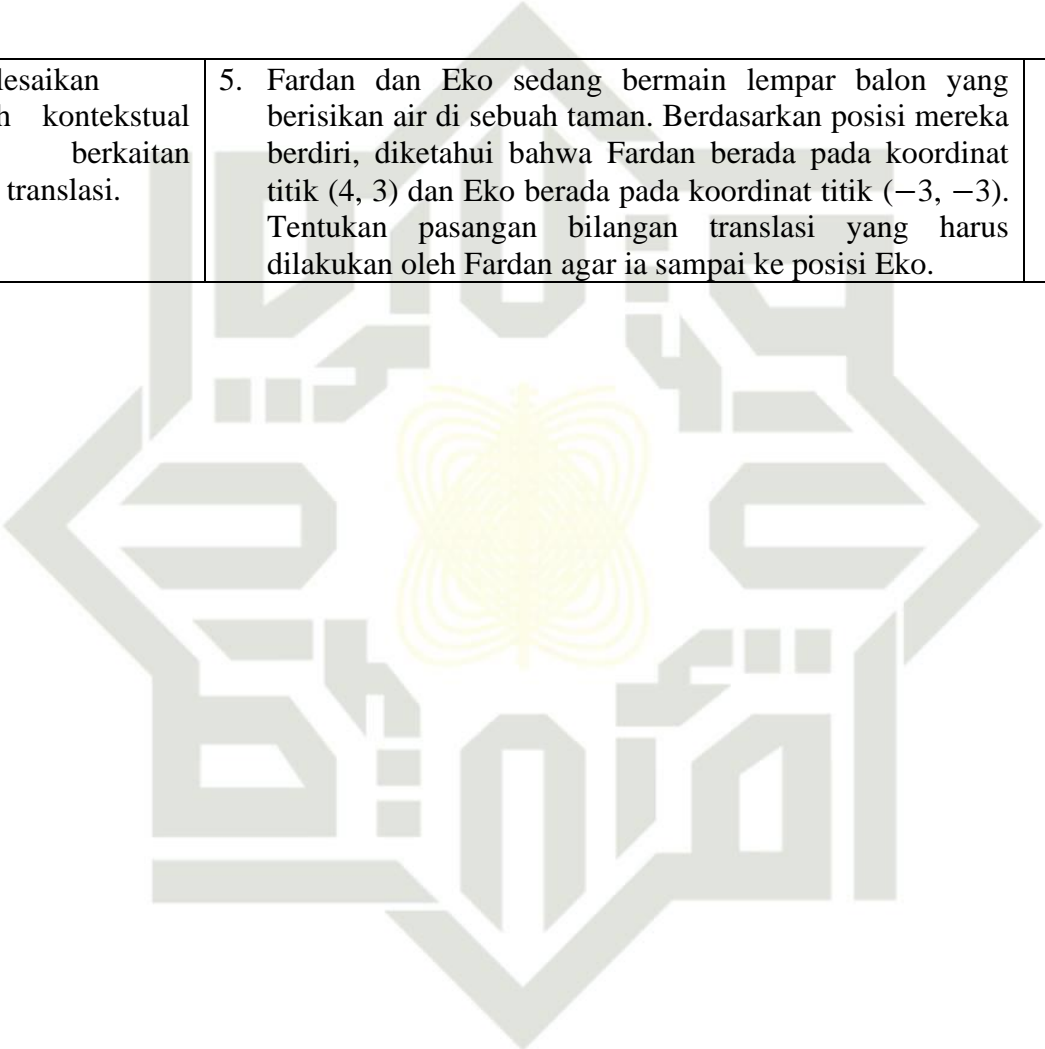 lesaikan
h kontekstual
berkaitan
translasi.
5. Fardan dan Eko sedang bermain lempar balon yang
berisikan air di sebuah taman. Berdasarkan posisi mereka
berdiri, diketahui bahwa Fardan berada pada koordinat
titik (4, 3) dan Eko berada pada koordinat titik (−3, −3).
Tentukan pasangan bilangan translasi yang harus
dilakukan oleh Fardan agar ia sampai ke posisi Eko.